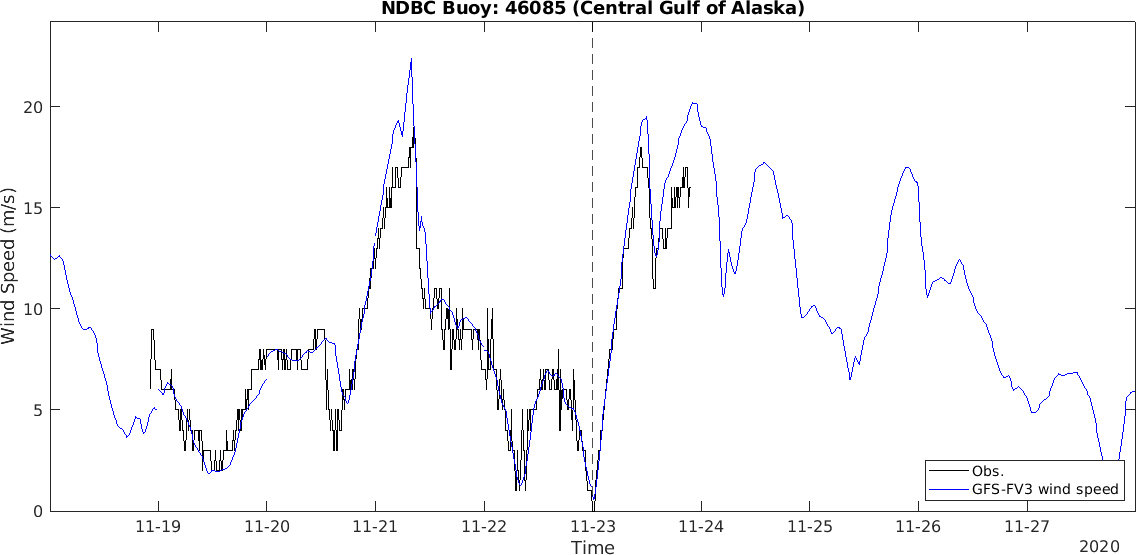 NDBC Buoy: 46085 (Central Gulf of Alaska)
Wind Speed (m/s)
20
15
10
5
0
11-19 11-20 11-21 11-22 11-23 11-24 11-25 11-26 11-27
Time
2020
Obs.
GFS-FV3 wind speed